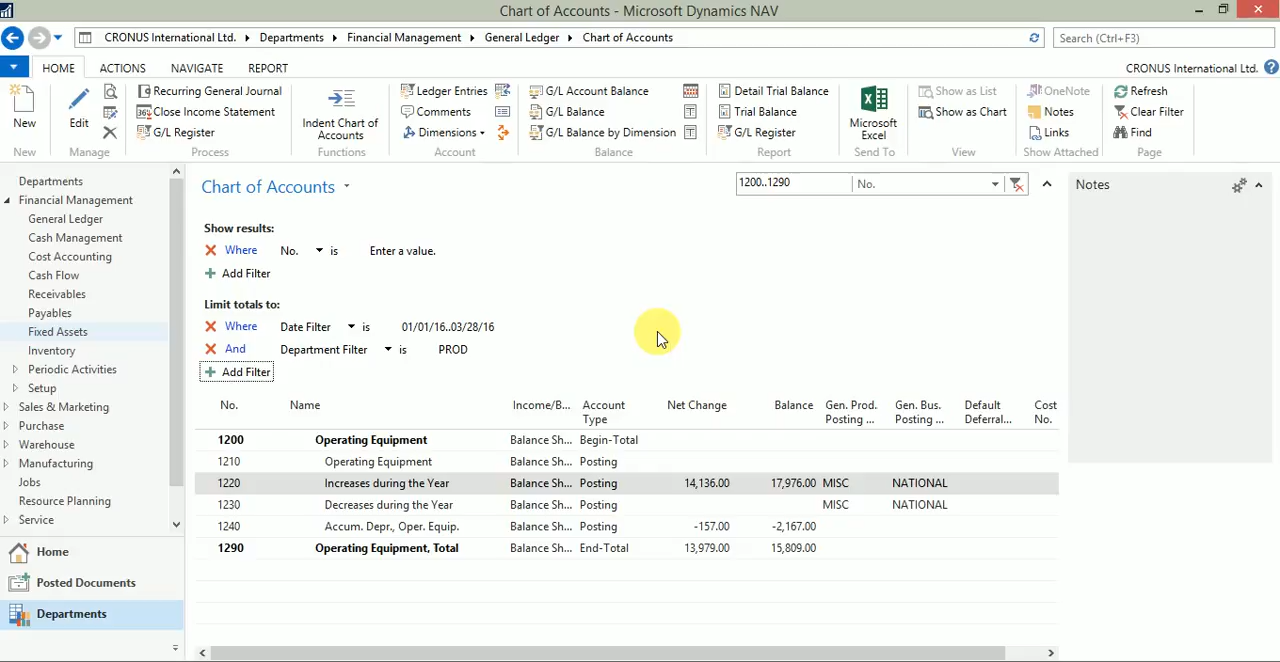 Chart of Accounts - Microsoft Dynamics NAV
CRONUS International Ltd. Departments Financial Management General Ledger Chart of Accounts
Search (Ctrl+F3)
HOME ACTIONS NAVIGATE REPORT
CRONUS International Ltd.
New
New
Edit
Manage
Recurring General Journal
Close Income Statement
G/L Register
Process
Indent Chart of
Accounts
Functions
Ledger Entries
Comments
Dimensions
Account
G/L Account Balance
G/L Balance
G/L Balance by Dimension
Balance
Detail Trial Balance
Trial Balance
G/L Register
Report
Microsoft
Excel
Send To
Show as List
Show as Chart
View
OneNote
Notes
Links
Show Attached
Refresh
Clear Filter
Find
Page
Departments
Financial Management
General Ledger
Cash Management
Cost Accounting
Cash Flow
Receivables
Payables
Fixed Assets
Inventory
Periodic Activities
Setup
Sales & Marketing
Purchase
Warehouse
Manufacturing
Jobs
Resource Planning
Service
Home
Posted Documents
Departments
Chart of Accounts
1200..1290 No.
Show results:
Where No. is Enter a value.
Add Filter
Limit totals to:
Where Date Filter is 01/01/16..03/28/16
And Department Filter is PROD
Add Filter
No. Name Income/B... Account Type Net Change Balance Gen. Prod. Posting ... Gen. Bus. Posting ... Default Deferral... Cost No.
1200 Operating Equipment Balance Sh... Begin-Total
1210 Operating Equipment Balance Sh... Posting
1220 Increases during the Year Balance Sh... Posting 14,136.00 17,976.00 MISC NATIONAL
1230 Decreases during the Year Balance Sh... Posting MISC NATIONAL
1240 Accum. Depr., Oper. Equip. Balance Sh... Posting -157.00 -2,167.00
1290 Operating Equipment, Total Balance Sh... End-Total 13,979.00 15,809.00
Notes